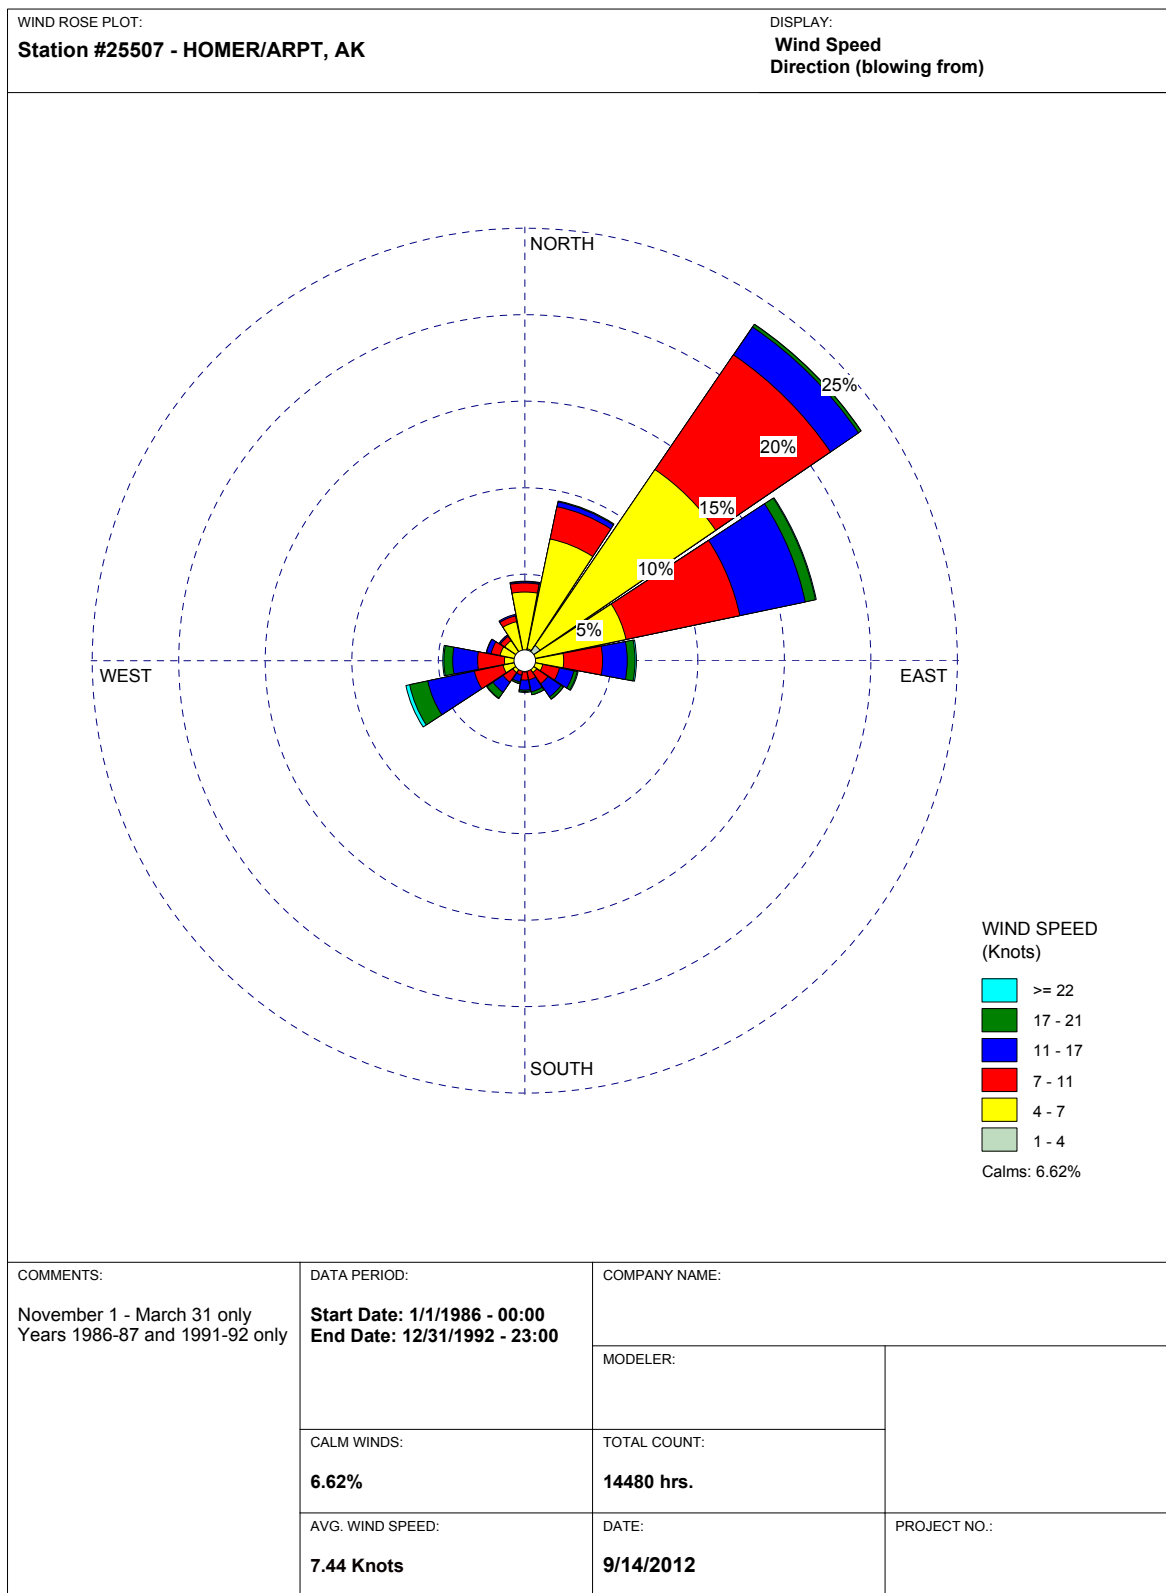 WIND ROSE PLOT:
Station #25507 - HOMER/ARPT, AK
DISPLAY:
Wind Speed
Direction (blowing from)
NORTH
25%
20%
15%
10%
5%
WEST
EAST
SOUTH
WIND SPEED
(Knots)
>= 22
17 - 21
11 - 17
7 - 11
4 - 7
1 - 4
Calms: 6.62%
COMMENTS:
November 1 - March 31 only
Years 1986-87 and 1991-92 only
DATA PERIOD:
Start Date: 1/1/1986 - 00:00
End Date: 12/31/1992 - 23:00
COMPANY NAME:
MODELER:
CALM WINDS:
6.62%
TOTAL COUNT:
14480 hrs.
AVG. WIND SPEED:
7.44 Knots
DATE:
9/14/2012
PROJECT NO.: